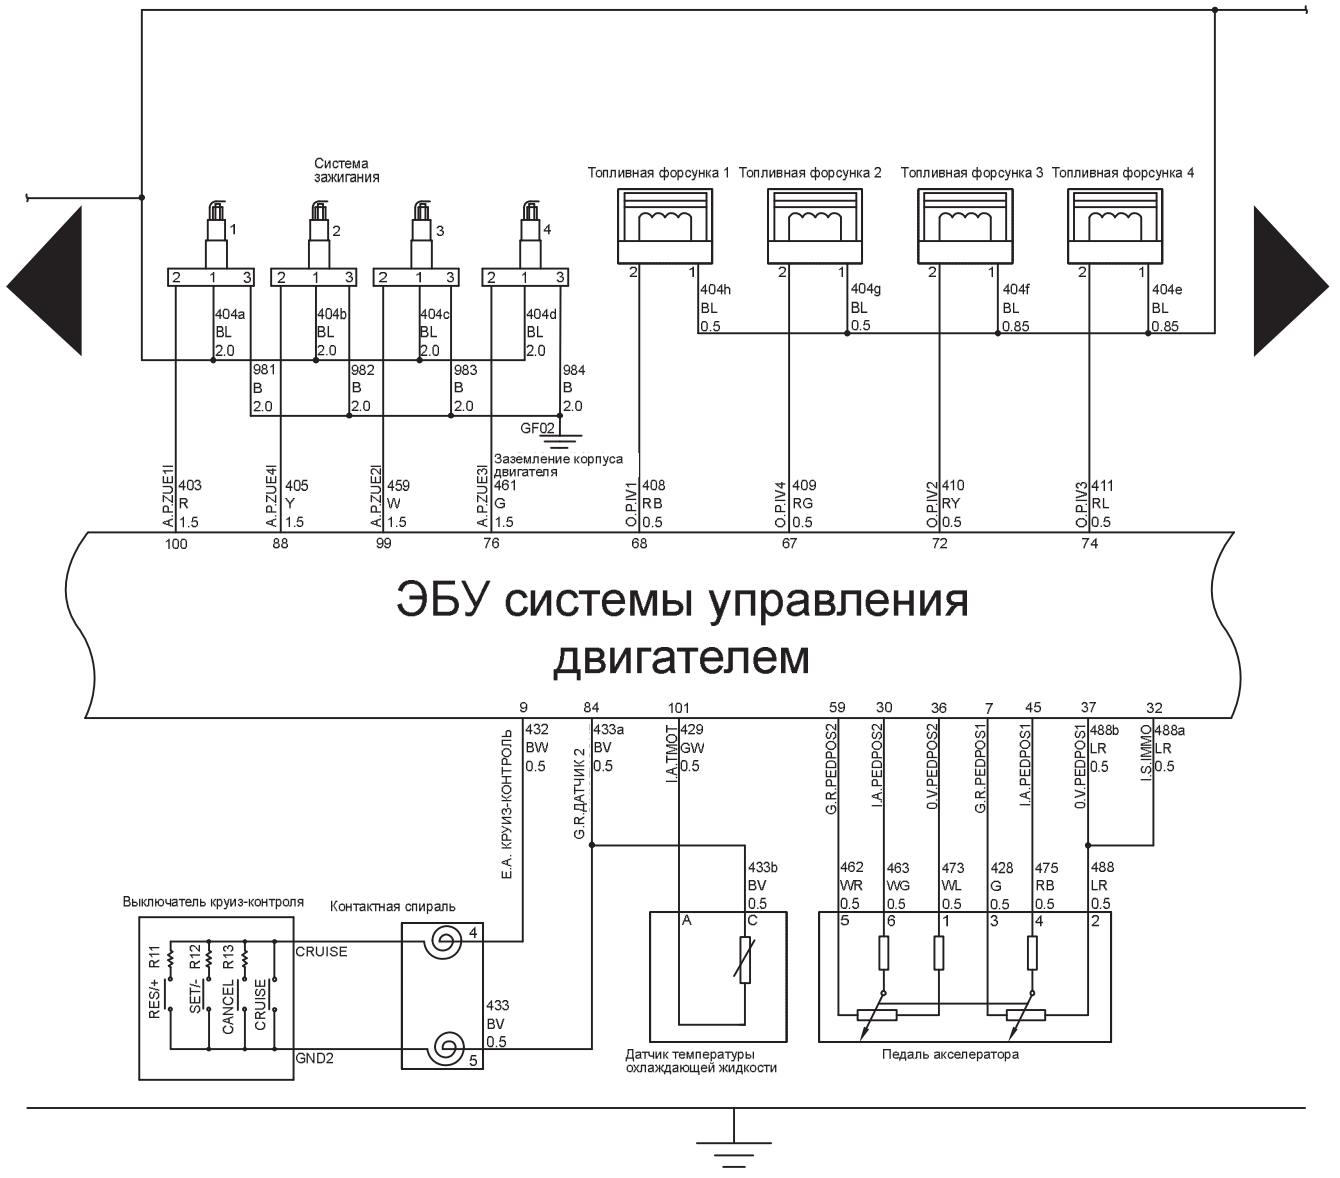 Система
зажигания
Топливная форсунка 1
Топливная форсунка 2
Топливная форсунка 3
Топливная форсунка 4
1
2
3
4
2 1 3
2 1 3
2 1 3
2 1 3
2 1
2 1
2 1
2 1
404a
BL
2.0
404b
BL
2.0
404c
BL
2.0
404d
BL
2.0
404h
BL
0.5
404g
BL
0.5
404f
BL
0.85
404e
BL
0.85
981
B
2.0
982
B
2.0
983
B
2.0
984
B
2.0
GF02
Заземление корпуса
двигателя
A.P.ZUE1I
403
R
1.5
A.P.ZUE4I
405
Y
1.5
A.P.ZUE2I
459
W
1.5
A.P.ZUE3I
461
G
1.5
O.P.IV1
408
RB
0.5
O.P.IV4
409
RG
0.5
O.P.IV2
410
RY
0.5
O.P.IV3
411
RL
0.5
100 88 99 76 68 67 72 74
ЭБУ системы управления
двигателем
9 84 101 59 30 36 7 45 37 32
E.A. КРУИЗ-КОНТРОЛЬ
432
BW
0.5
G.R.ДАТЧИК 2
433a
BV
0.5
I.A.TMOT
429
GW
0.5
G.R.PEDPOS2
I.A.PEDPOS2
0.V.PEDPOS2
G.R.PEDPOS1
I.A.PEDPOS1
0.V.PEDPOS1
488b
LR
0.5
I.S.IMMO
488a
LR
0.5
433b
BV
0.5
462
WR
0.5
463
WG
0.5
473
WL
0.5
428
G
0.5
475
RB
0.5
488
LR
0.5
Выключатель круиз-контроля
Контактная спираль
A C
5 6 1 3 4 2
4
CRUISE
R11
R12
R13
RES/+
SET/-
CANCEL
CRUISE
433
BV
0.5
GND2
5
Датчик температуры
охлаждающей жидкости
Педаль акселератора